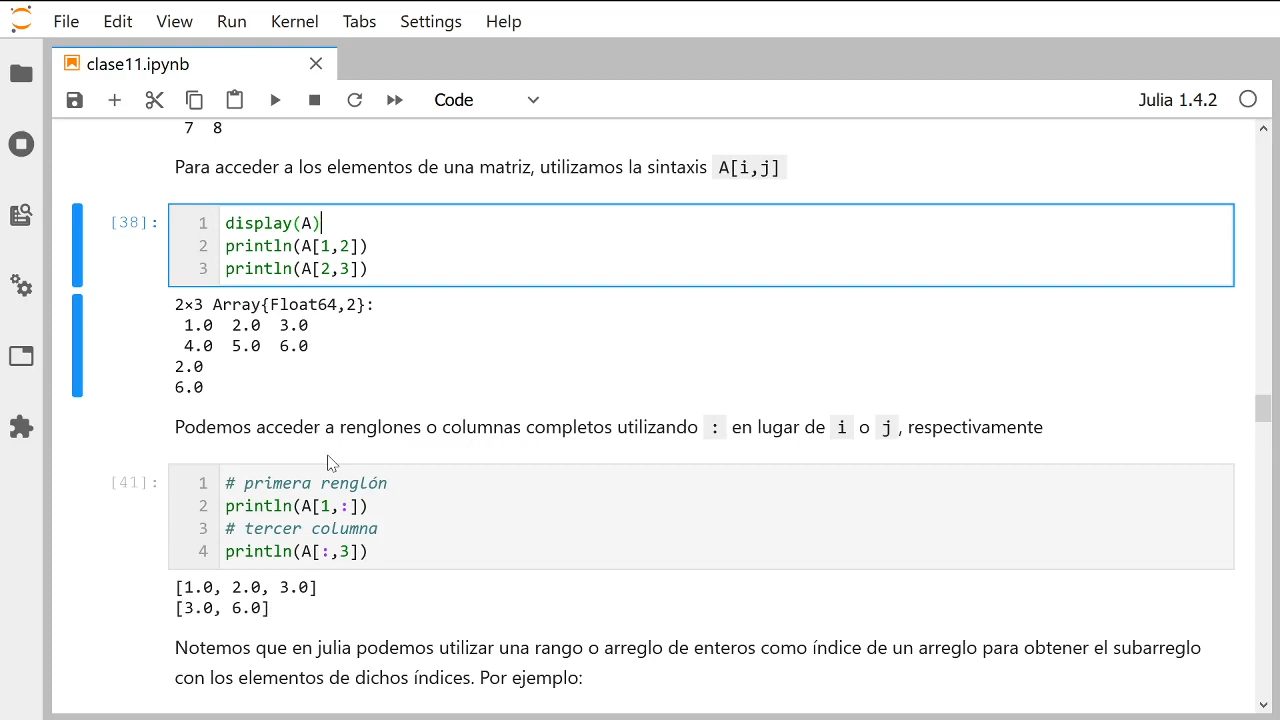 File Edit View Run Kernel Tabs Settings Help
clase11.ipynb
Code Julia 1.4.2
7 8
Para acceder a los elementos de una matriz, utilizamos la sintaxis A[i,j]
[38]: 1 display(A)
2 println(A[1,2])
3 println(A[2,3])
2×3 Array{Float64,2}:
1.0 2.0 3.0
4.0 5.0 6.0
2.0
6.0
Podemos acceder a renglones o columnas completos utilizando : en lugar de i o j, respectivamente
[41]: 1 # primera renglón
2 println(A[1,:])
3 # tercer columna
4 println(A[:,3])
[1.0, 2.0, 3.0]
[3.0, 6.0]
Notemos que en julia podemos utilizar una rango o arreglo de enteros como índice de un arreglo para obtener el subarreglo
con los elementos de dichos índices. Por ejemplo: